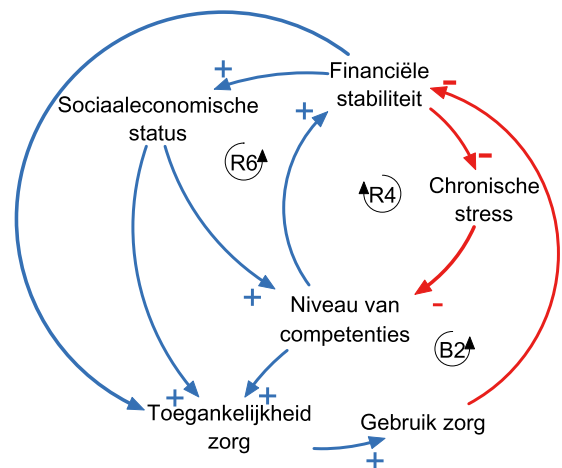 Financiële
stabiliteit
Sociaaleconomische
status
+
-
+
R6
-
Chronische
stress
R4
+
Niveau van
competenties
-
B2
+
+
Toegankelijkheid
zorg
Gebruik zorg
+